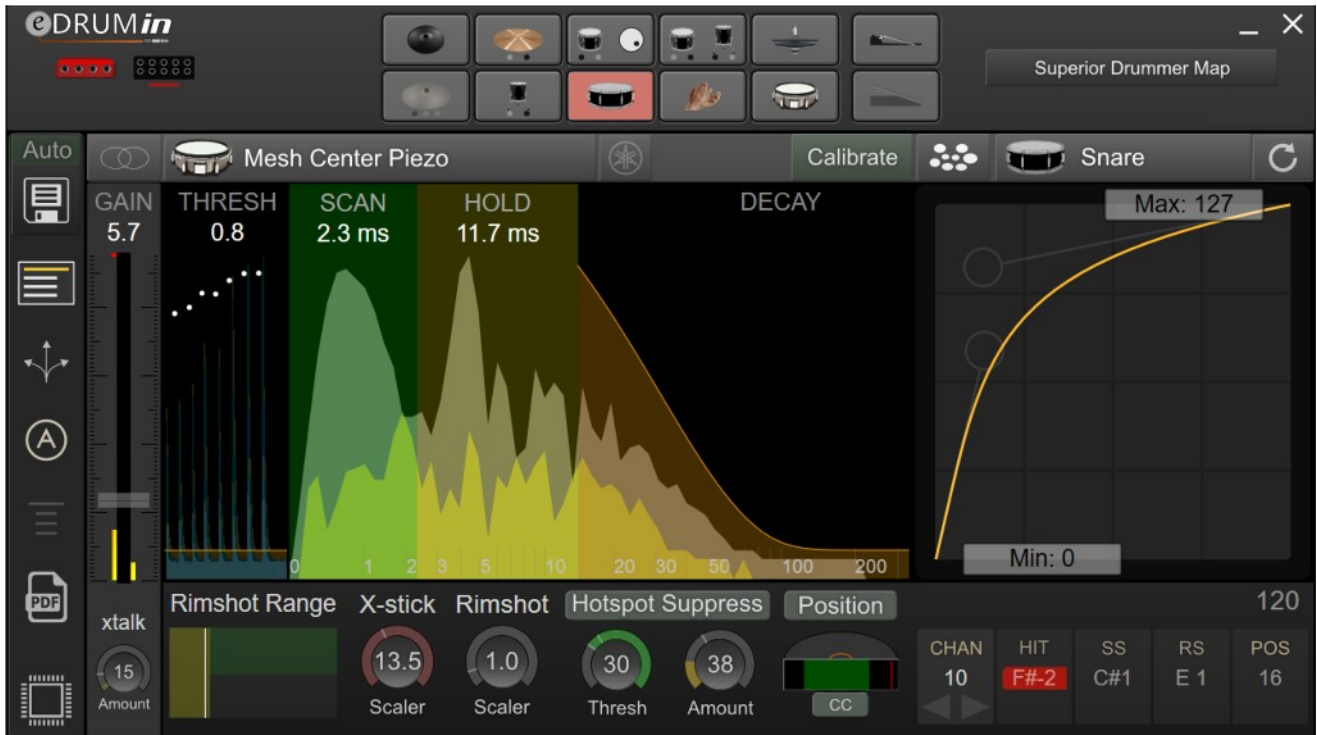 eDRUMin
Superior Drummer Map
Auto
Mesh Center Piezo
Calibrate
Snare
GAIN
5.7
THRESH
0.8
SCAN
2.3 ms
HOLD
11.7 ms
DECAY
Max: 127
A
0 1 2 3 5 10 20 30 50 100 200
Min: 0
PDF
xtalk
15
Amount
Rimshot Range
X-stick
13.5
Scaler
Rimshot
1.0
Scaler
Hotspot Suppress
30
Thresh
38
Amount
Position
CC
120
CHAN HIT SS RS POS
10 F#-2 C#1 E 1 16